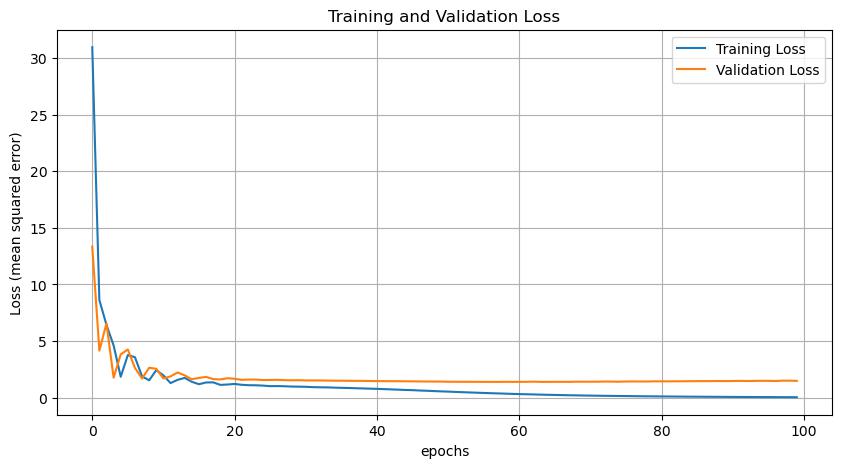 Training and Validation Loss
Training Loss
Validation Loss
Loss (mean squared error)
30
25
20
15
10
5
0
0 20 40 60 80 100
epochs